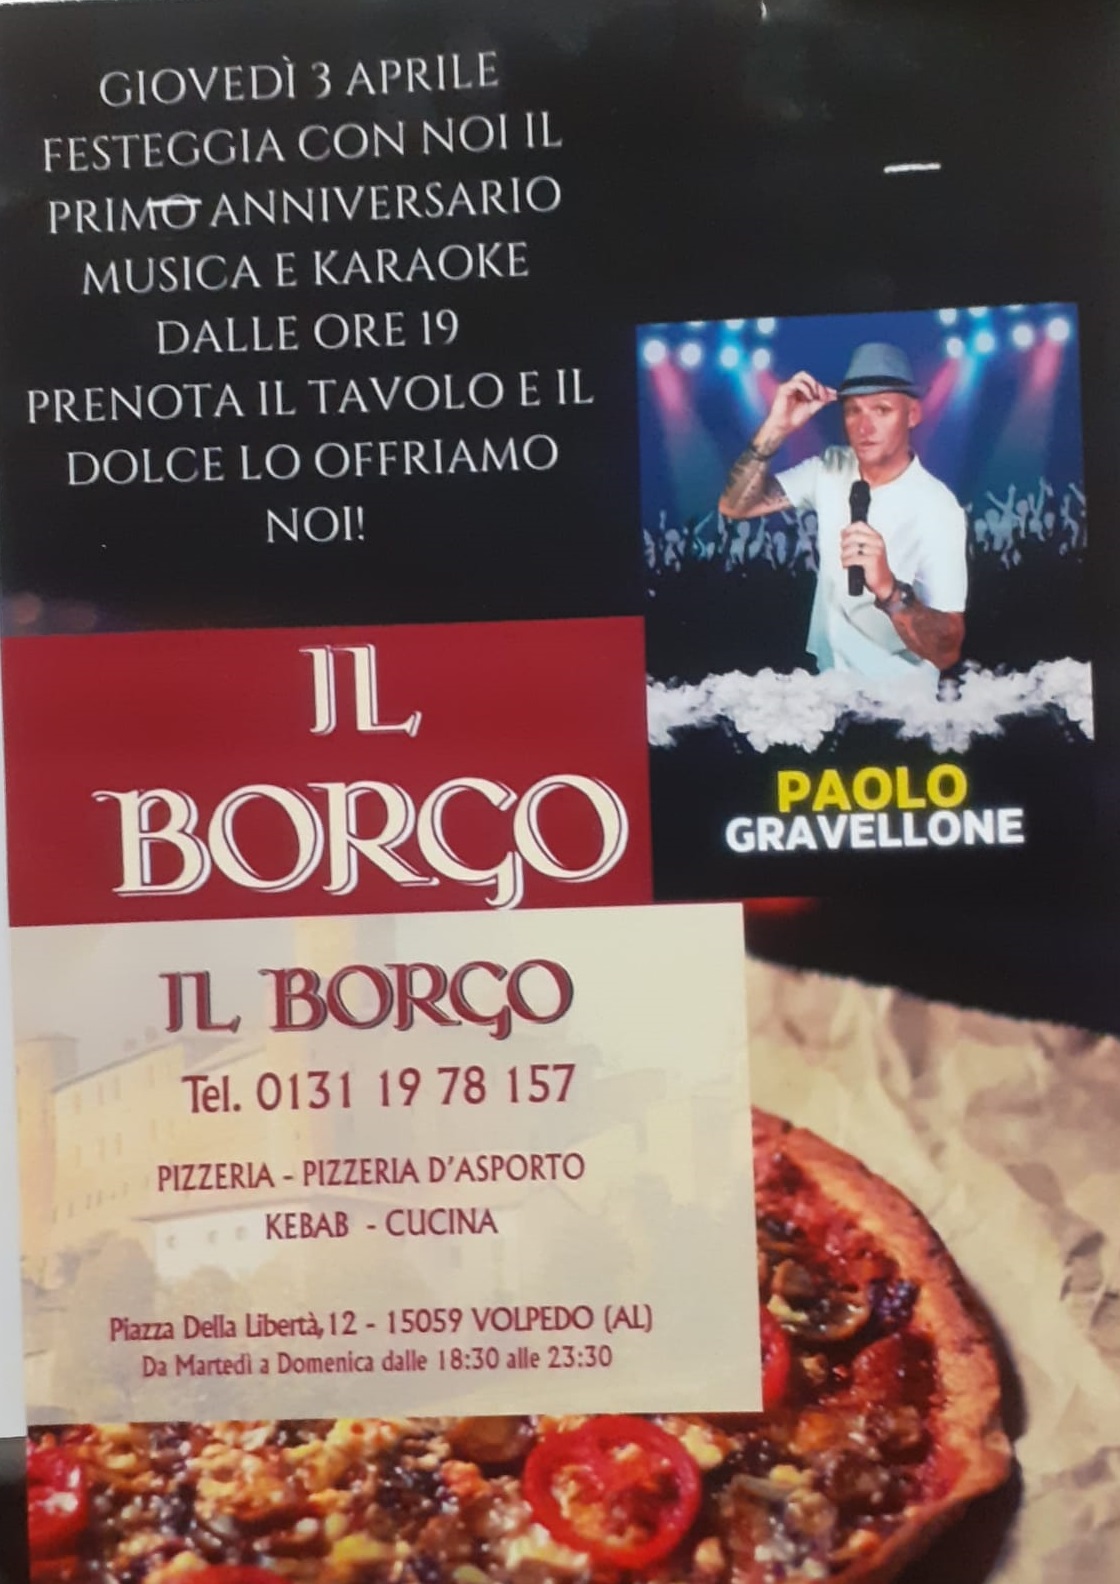 GIOVEDÌ 3 APRILE
FESTEGGIA CON NOI IL
PRIMO ANNIVERSARIO
MUSICA E KARAOKE
DALLE ORE 19
PRENOTA IL TAVOLO E IL
DOLCE LO OFFRIAMO
NOI!
PAOLO
GRAVELLONE
IL
BORGO
IL BORGO
Tel. 0131 19 78 157
PIZZERIA - PIZZERIA D'ASPORTO
KEBAB - CUCINA
Piazza Della Libertà, 12 - 15059 VOLPEDO (AL)
Da Martedì a Domenica dalle 18:30 alle 23:30